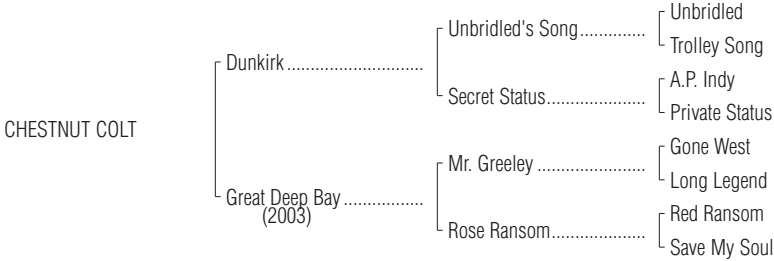 Unbridled
Unbridled's Song..............
Trolley Song
Dunkirk .............................
A.P. Indy
Secret Status.....................
Private Status
CHESTNUT COLT
Gone West
Mr. Greeley .......................
Long Legend
Great Deep Bay .................
(2003)
Red Ransom
Rose Ransom....................
Save My Soul